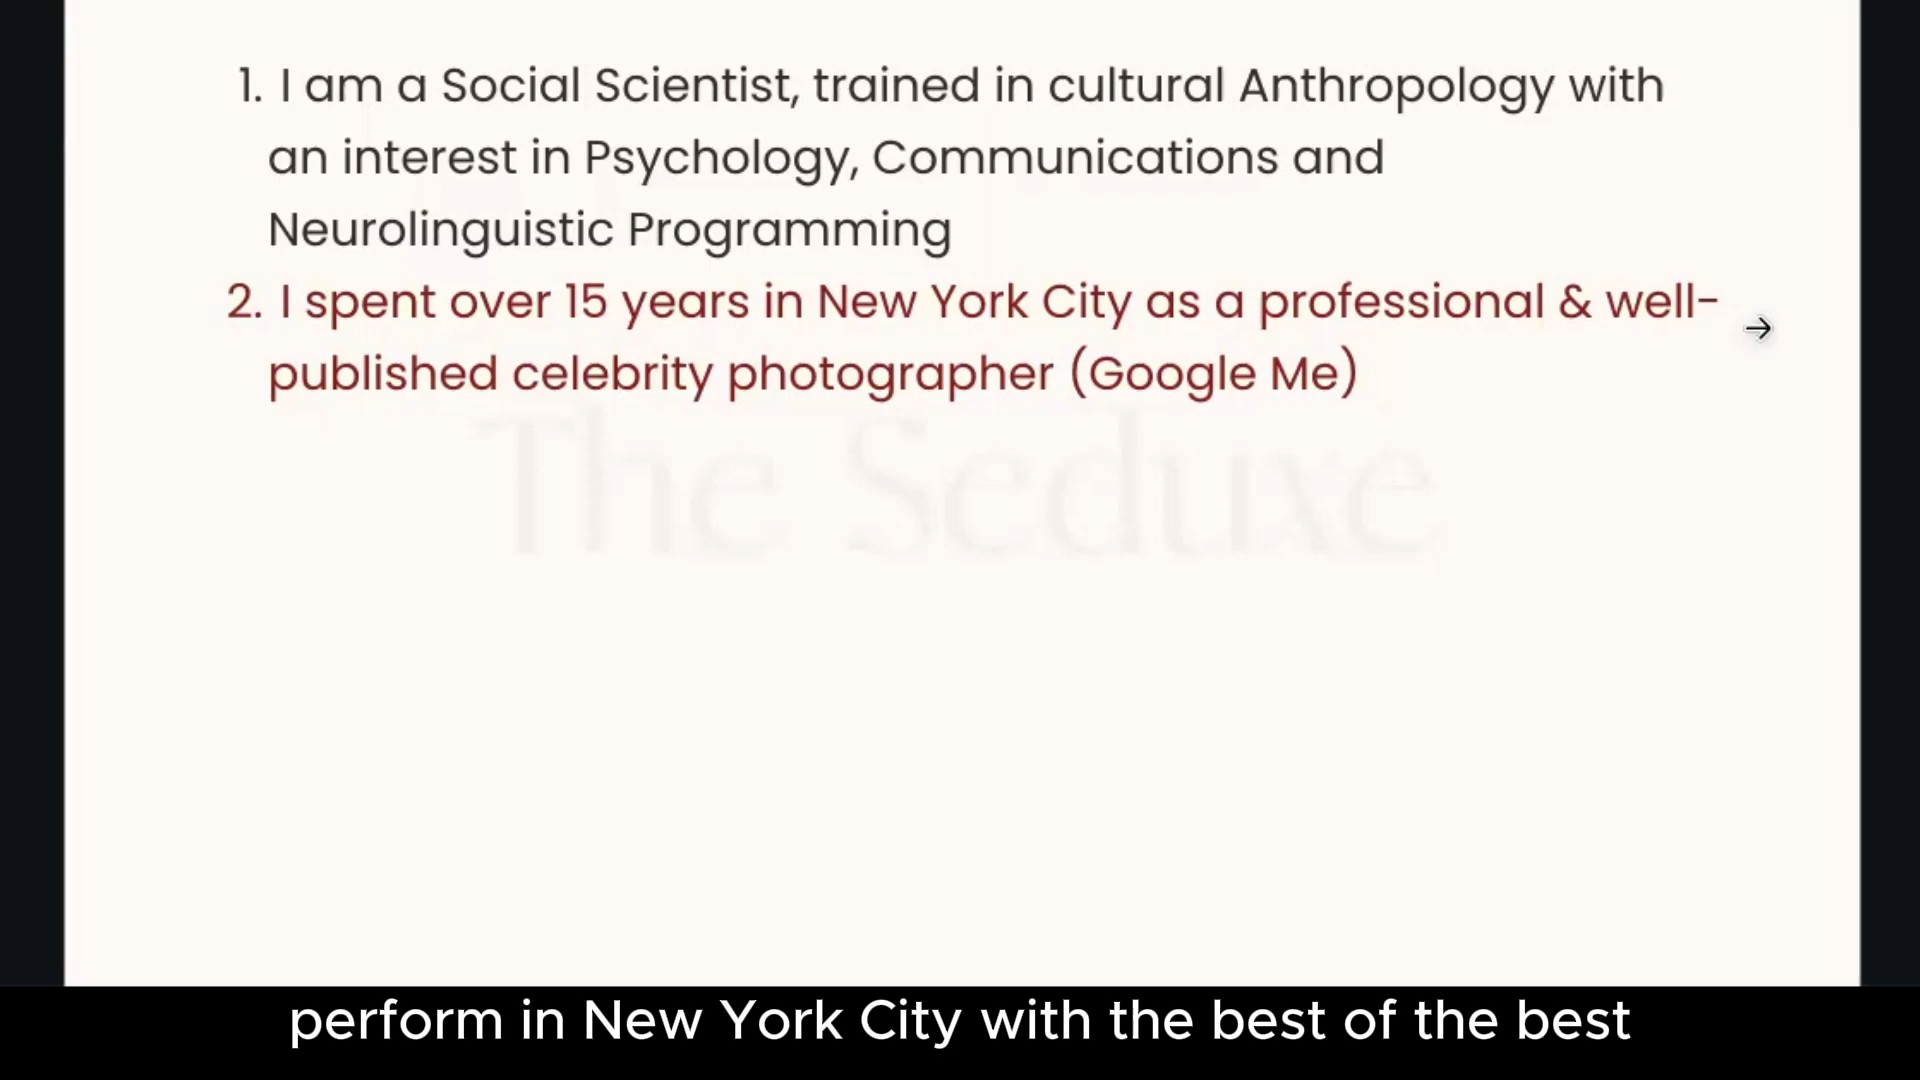 1. I am a Social Scientist, trained in cultural Anthropology with
an interest in Psychology, Communications and
Neurolinguistic Programming
2. I spent over 15 years in New York City as a professional & well-
published celebrity photographer (Google Me)
The Seduxe
perform in New York City with the best of the best